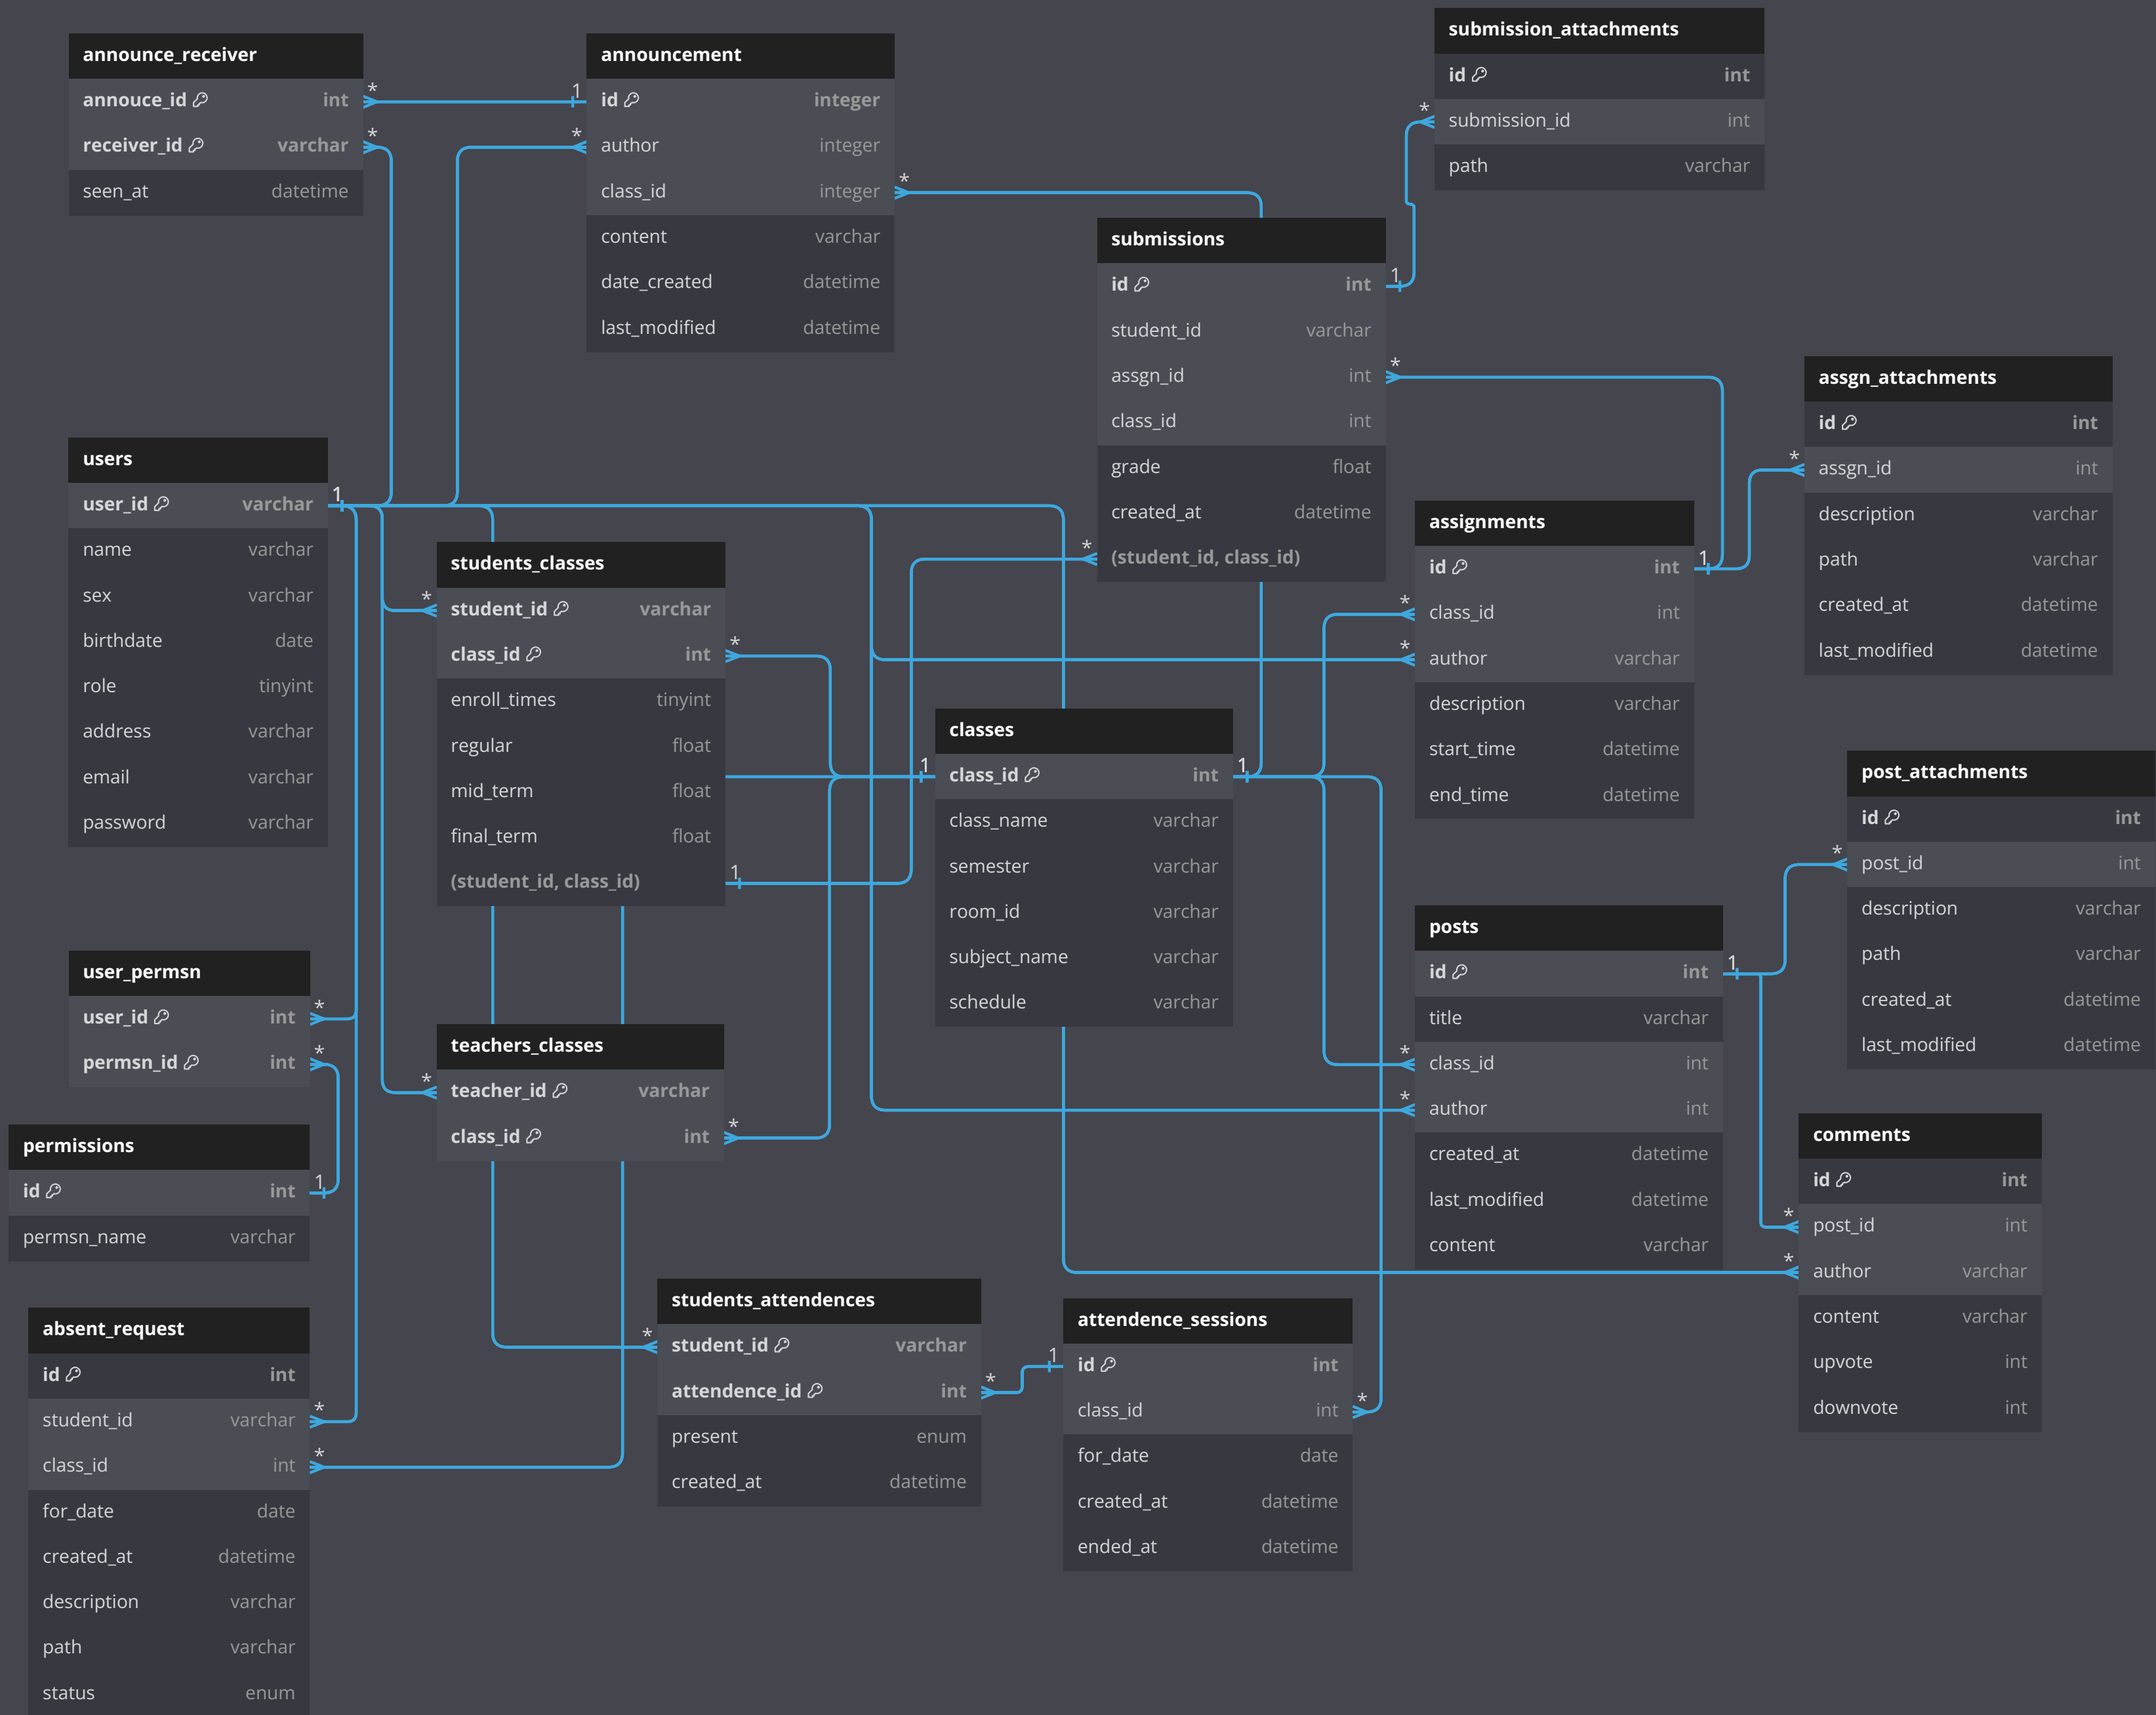 announce_receiver
annouce_id int
receiver_id varchar
seen_at datetime
announcement
id integer
author integer
class_id integer
content varchar
date_created datetime
last_modified datetime
submission_attachments
id int
submission_id int
path varchar
submissions
id int
student_id varchar
assgn_id int
class_id int
grade float
created_at datetime
(student_id, class_id)
assgn_attachments
id int
assgn_id int
description varchar
path varchar
created_at datetime
last_modified datetime
users
user_id varchar
name varchar
sex varchar
birthdate date
role tinyint
address varchar
email varchar
password varchar
students_classes
student_id varchar
class_id int
enroll_times tinyint
regular float
mid_term float
final_term float
(student_id, class_id)
assignments
id int
class_id int
author varchar
description varchar
start_time datetime
end_time datetime
classes
class_id int
class_name varchar
semester varchar
room_id varchar
subject_name varchar
schedule varchar
post_attachments
id int
post_id int
description varchar
path varchar
created_at datetime
last_modified datetime
posts
id int
title varchar
class_id int
author int
created_at datetime
last_modified datetime
content varchar
user_permsn
user_id int
permsn_id int
teachers_classes
teacher_id varchar
class_id int
permissions
id int
permsn_name varchar
comments
id int
post_id int
author varchar
content varchar
upvote int
downvote int
students_attendences
student_id varchar
attendence_id int
present enum
created_at datetime
attendence_sessions
id int
class_id int
for_date date
created_at datetime
ended_at datetime
absent_request
id int
student_id varchar
class_id int
for_date date
created_at datetime
description varchar
path varchar
status enum